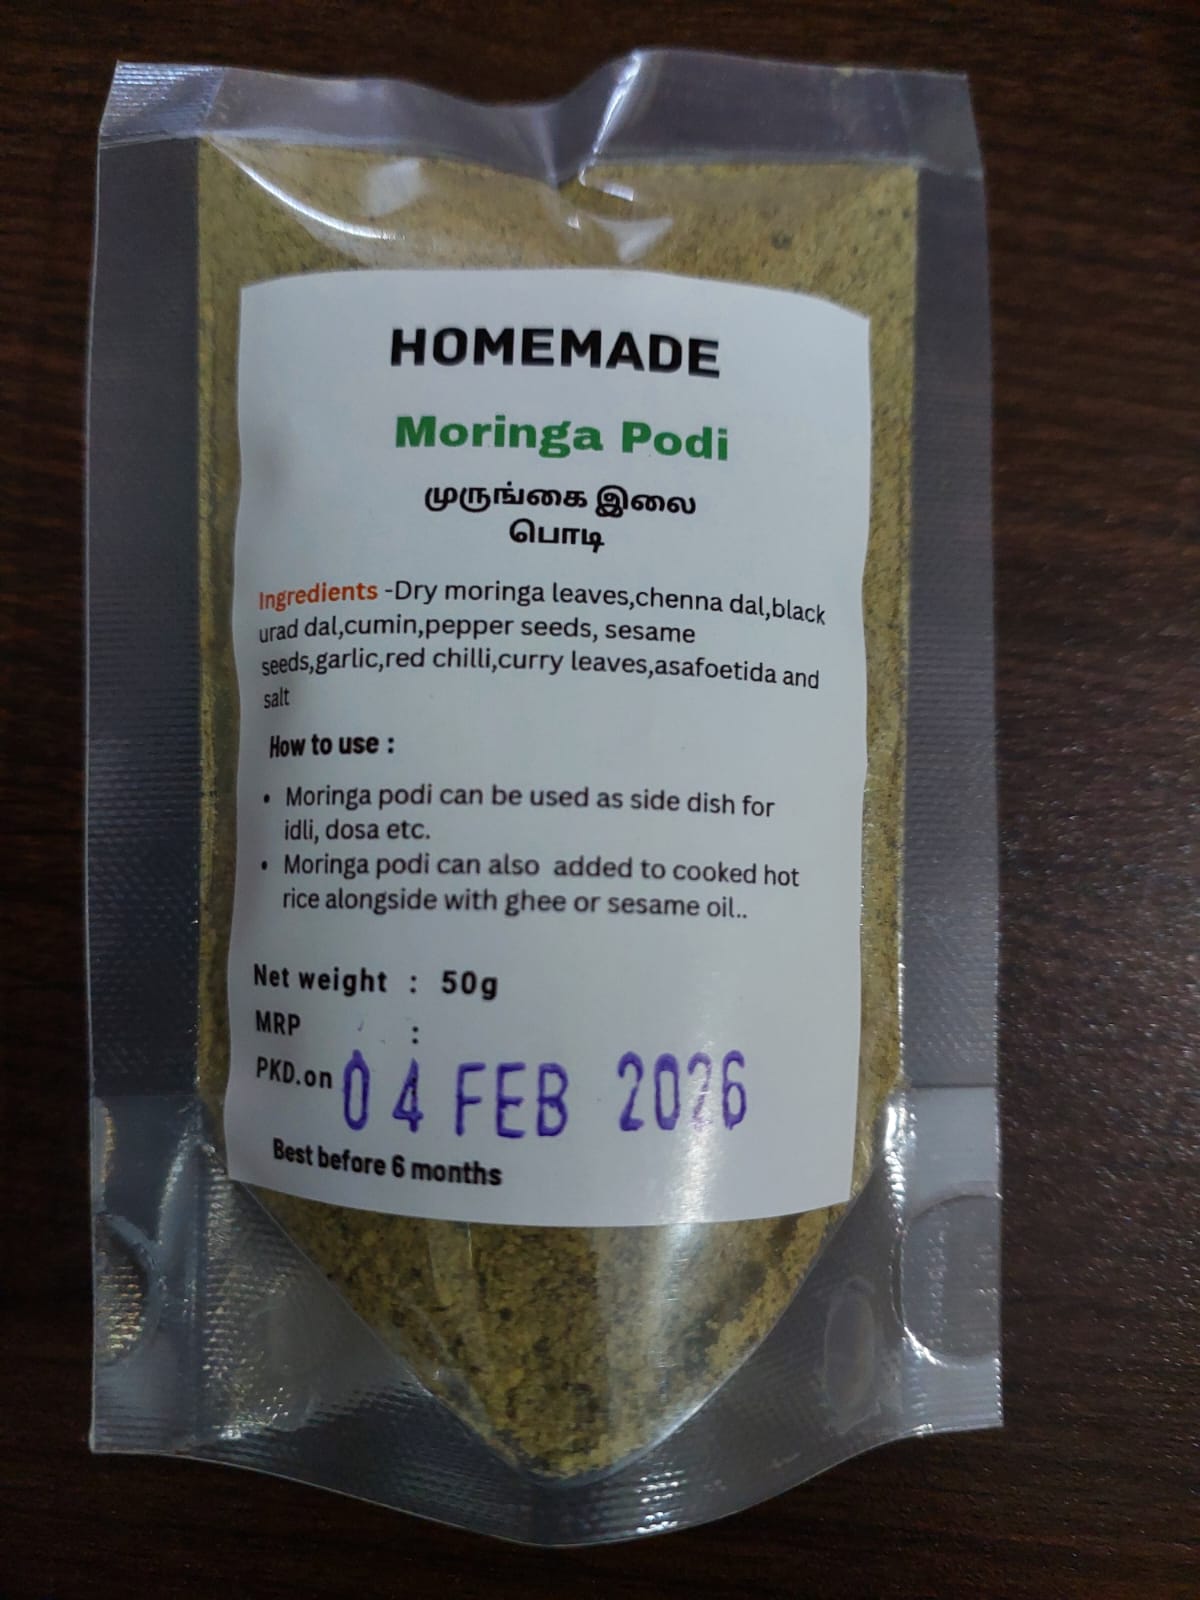 HOMEMADE
Moringa Podi
முருங்கை இலை
பொடி
Ingredients -Dry moringa leaves,chenna dal,black
urad dal,cumin,pepper seeds, sesame
seeds,garlic,red chilli,curry leaves,asafoetida and
salt
How to use :
• Moringa podi can be used as side dish for
idli, dosa etc.
• Moringa podi can also  added to cooked hot
rice alongside with ghee or sesame oil..
Net weight : 50g
MRP :
PKD.on 04 FEB 2026
Best before 6 months